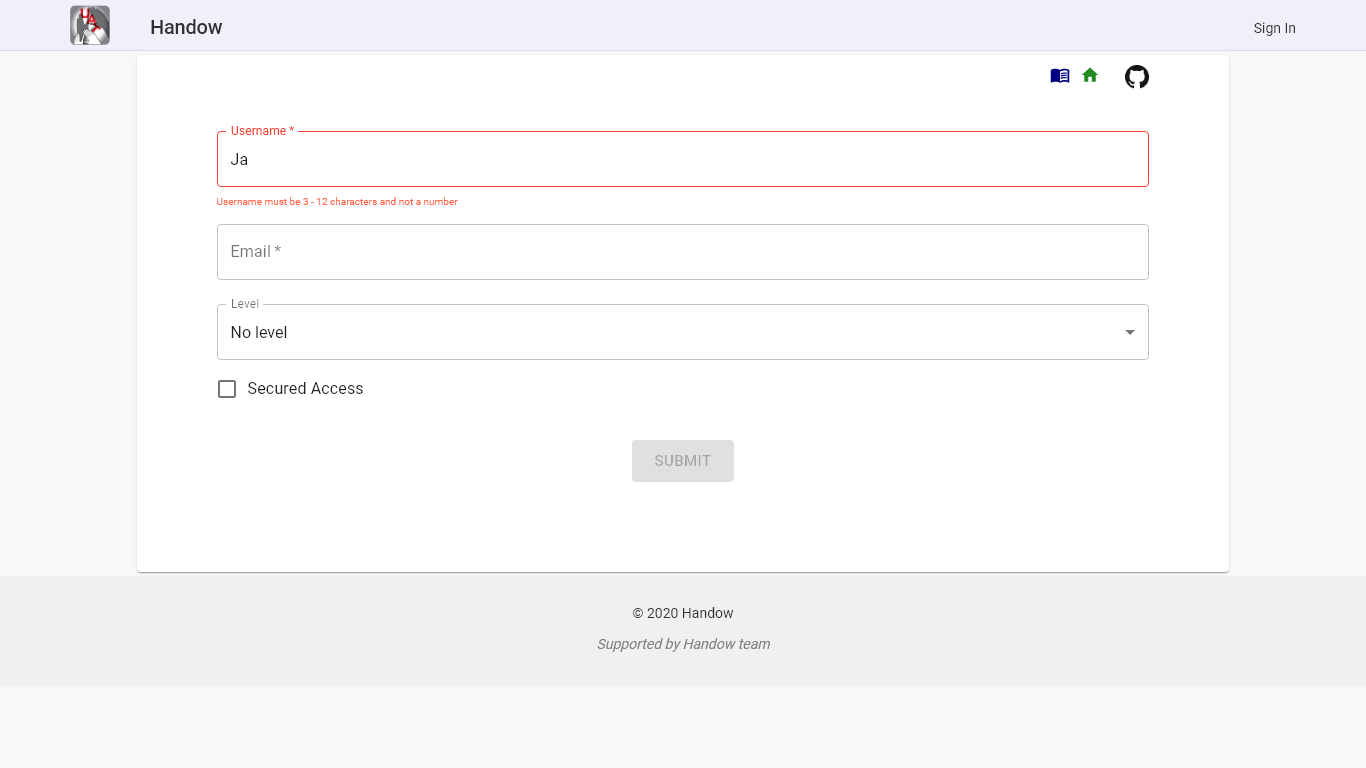 Handow
Sign In
Username *
Ja
Username must be 3 - 12 characters and not a number
Email *
Level
No level
Secured Access
SUBMIT
© 2020 Handow
Supported by Handow team